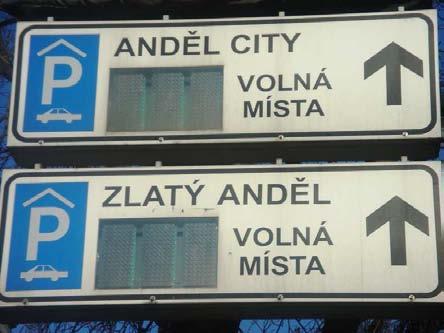 P
ANDĚL CITY
VOLNÁ
MÍSTA
P
ZLATÝ ANDĚL
VOLNÁ
MÍSTA